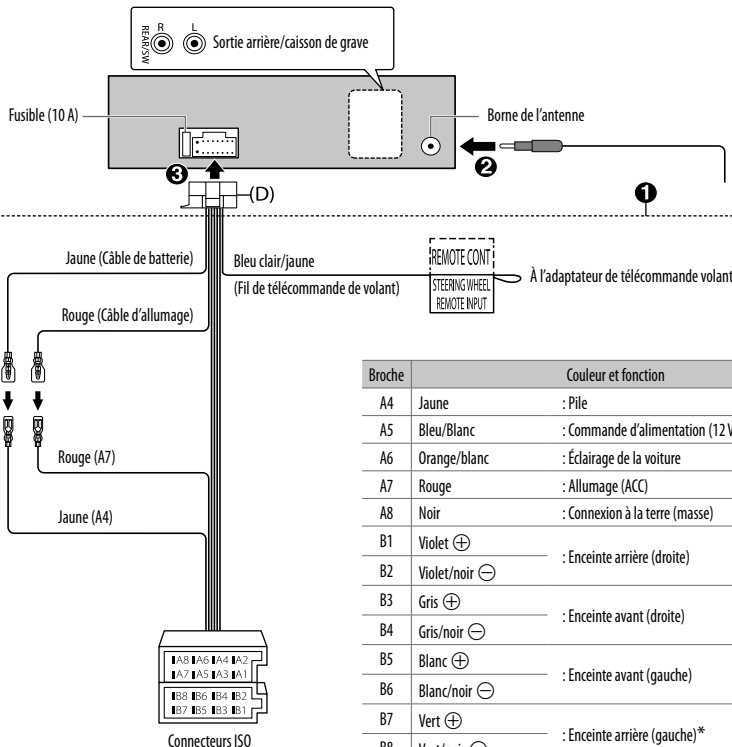 R L
REAR/SW
Sortie arrière/caisson de grave
Fusible (10 A)
Borne de l'antenne
❸
❷
❶
(D)
Jaune (Câble de batterie)
Bleu clair/jaune
(Fil de télécommande de volant)
REMOTE CONT
STEERING WHEEL
REMOTE INPUT
À l'adaptateur de télécommande volant
Rouge (Câble d'allumage)
Rouge (A7)
Jaune (A4)
Broche Couleur et fonction
A4 Jaune : Pile
A5 Bleu/Blanc : Commande d'alimentation (12 V
A6 Orange/blanc : Éclairage de la voiture
A7 Rouge : Allumage (ACC)
A8 Noir : Connexion à la terre (masse)
B1 Violet ⊕ : Enceinte arrière (droite)
B2 Violet/noir ⊖
B3 Gris ⊕ : Enceinte avant (droite)
B4 Gris/noir ⊖
B5 Blanc ⊕ : Enceinte avant (gauche)
B6 Blanc/noir ⊖
B7 Vert ⊕ : Enceinte arrière (gauche)*
B8 Vert/noir ⊖
A8 A6 A4 A2
A7 A5 A3 A1
B8 B6 B4 B2
B7 B5 B3 B1
Connecteurs ISO